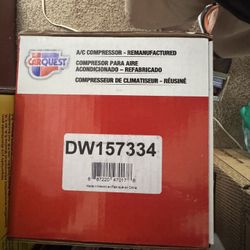 CARQUEST
A/C COMPRESSOR - REMANUFACTURED
COMPRESOR PARA AIRE
ACONDICIONADO - REFABRICADO
COMPRESSEUR DE CLIMATISEUR - RÉUSINÉ
DW157334